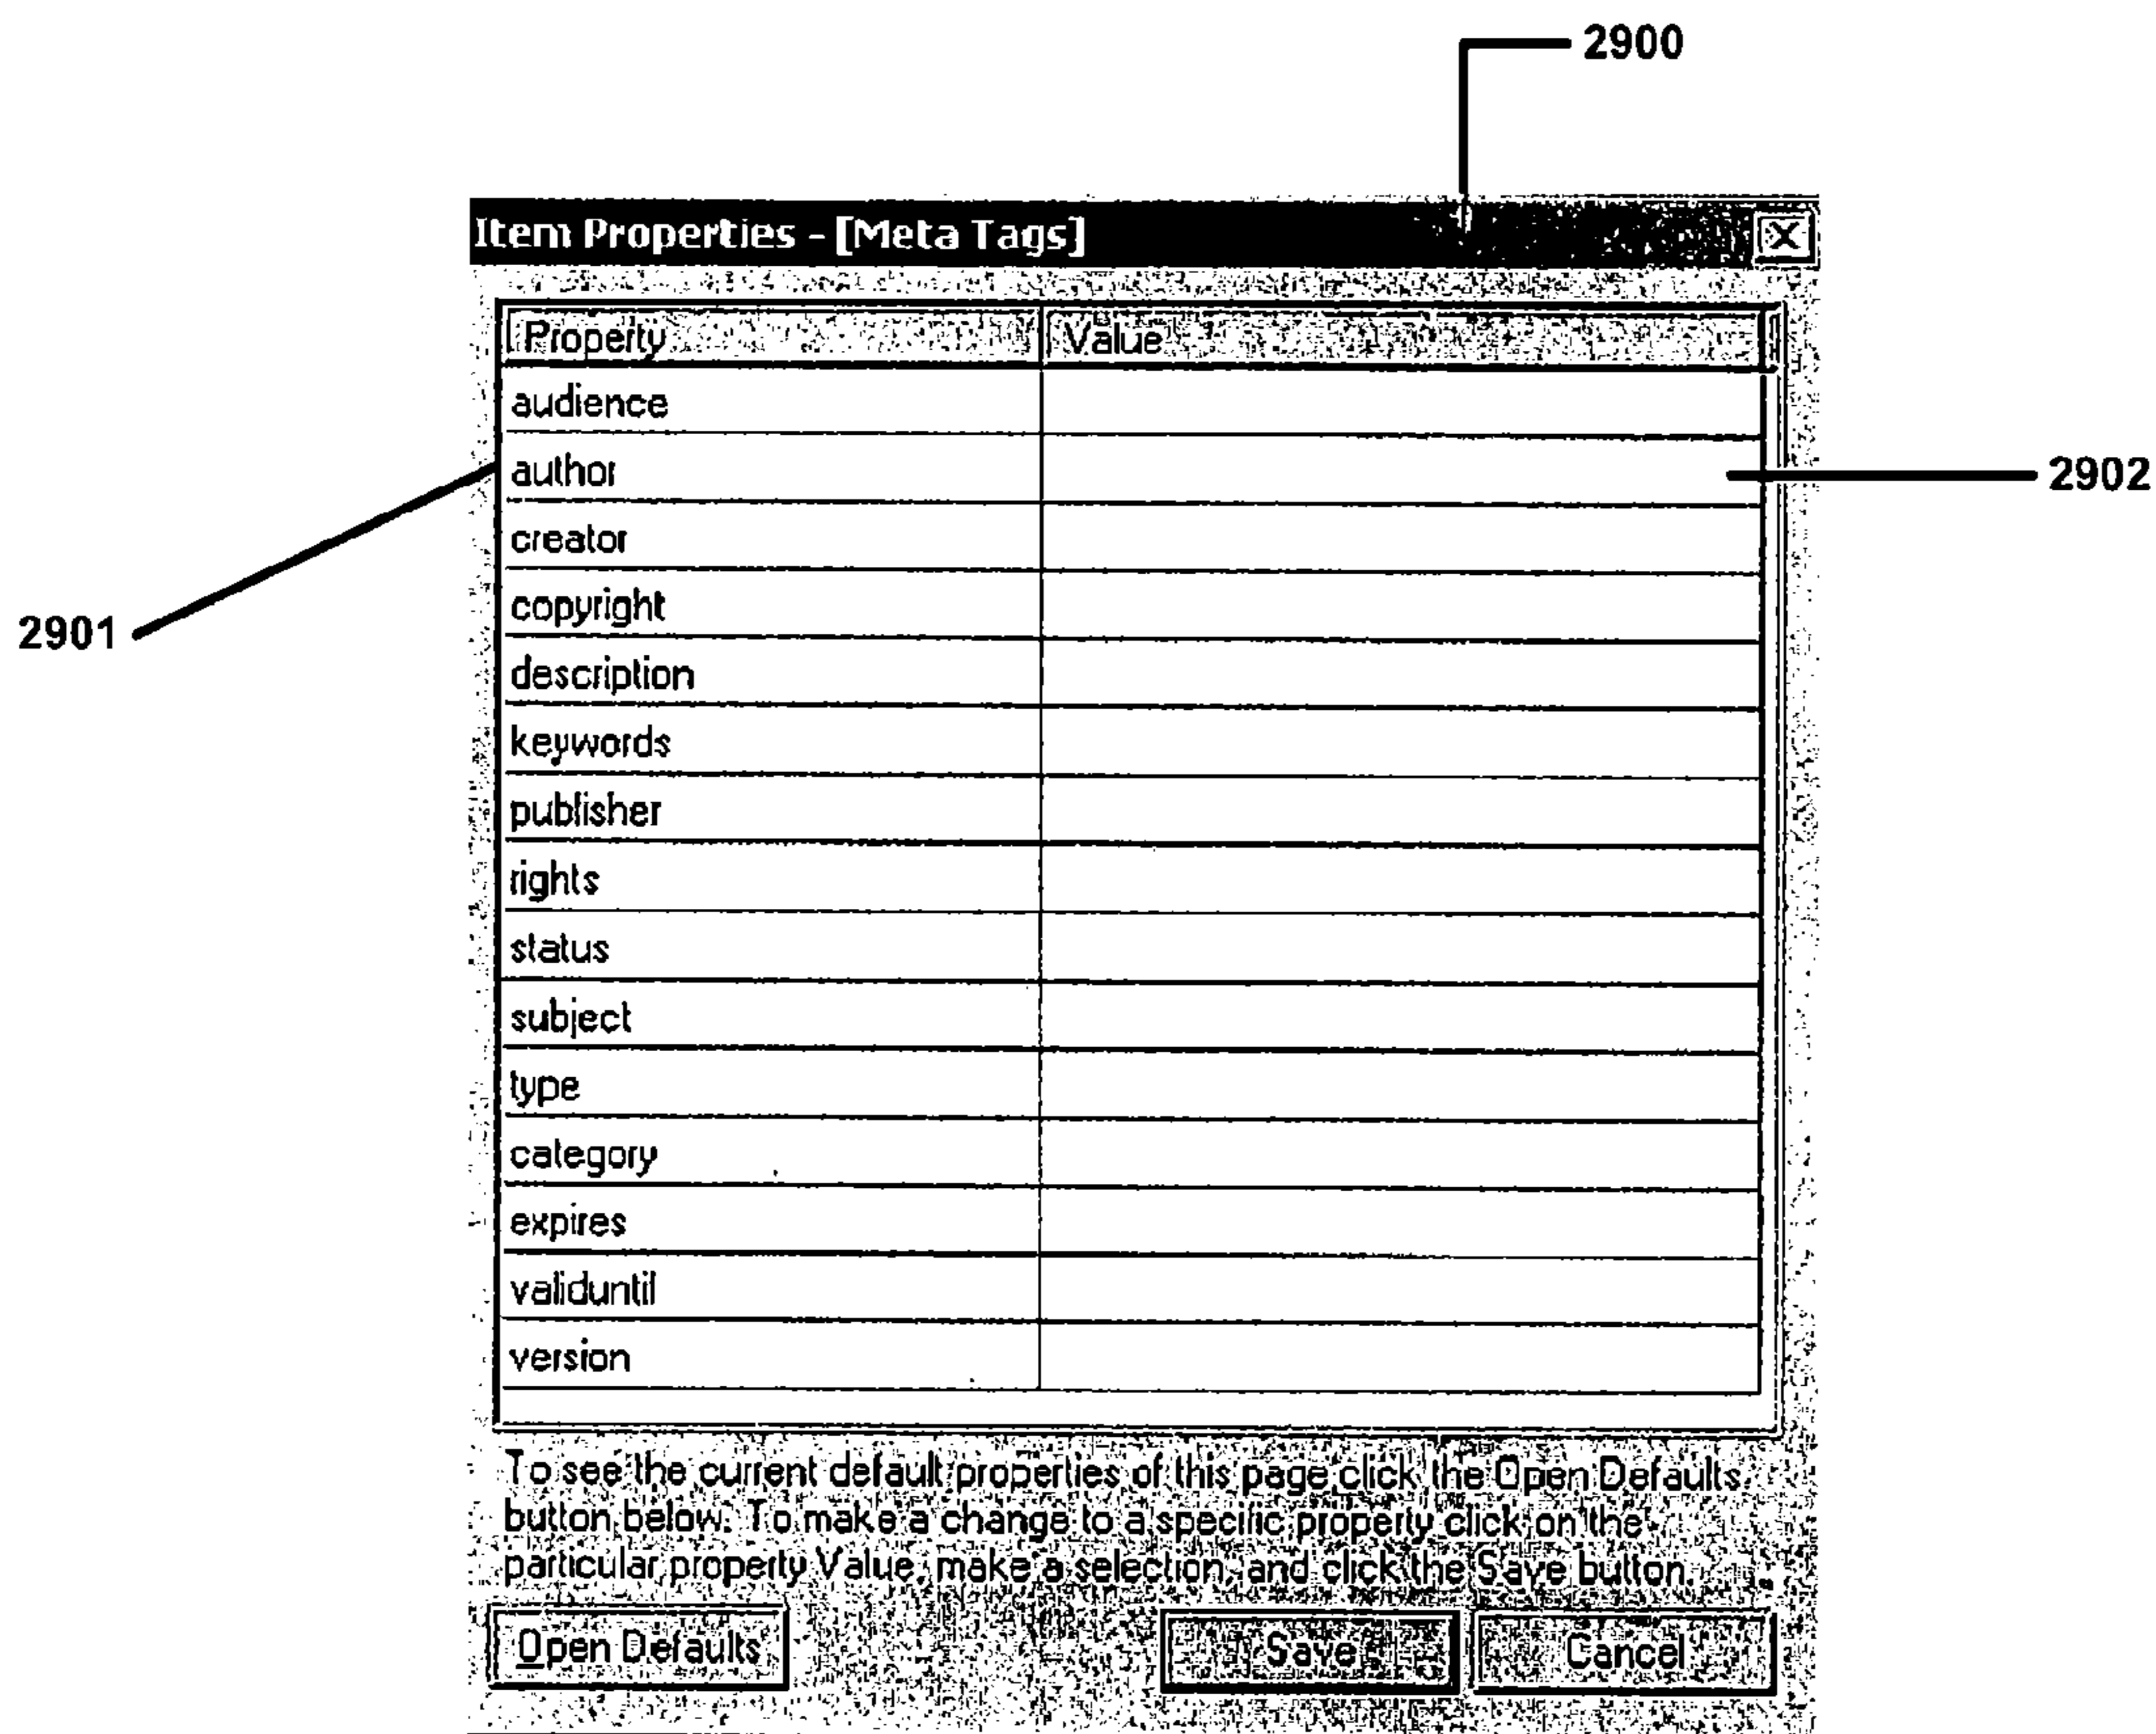 2900
Item Properties - [Meta Tags]
Property Value
audience
author
2902
creator
copyright
2901
description
keywords
publisher
rights
status
subject
type
category
expires
validuntil
version
To see the current default properties of this page click the Open Defaults
button below. To make a change to a specific property click on the
particular property Value, make a selection, and click the Save button.
Open Defaults Save Cancel